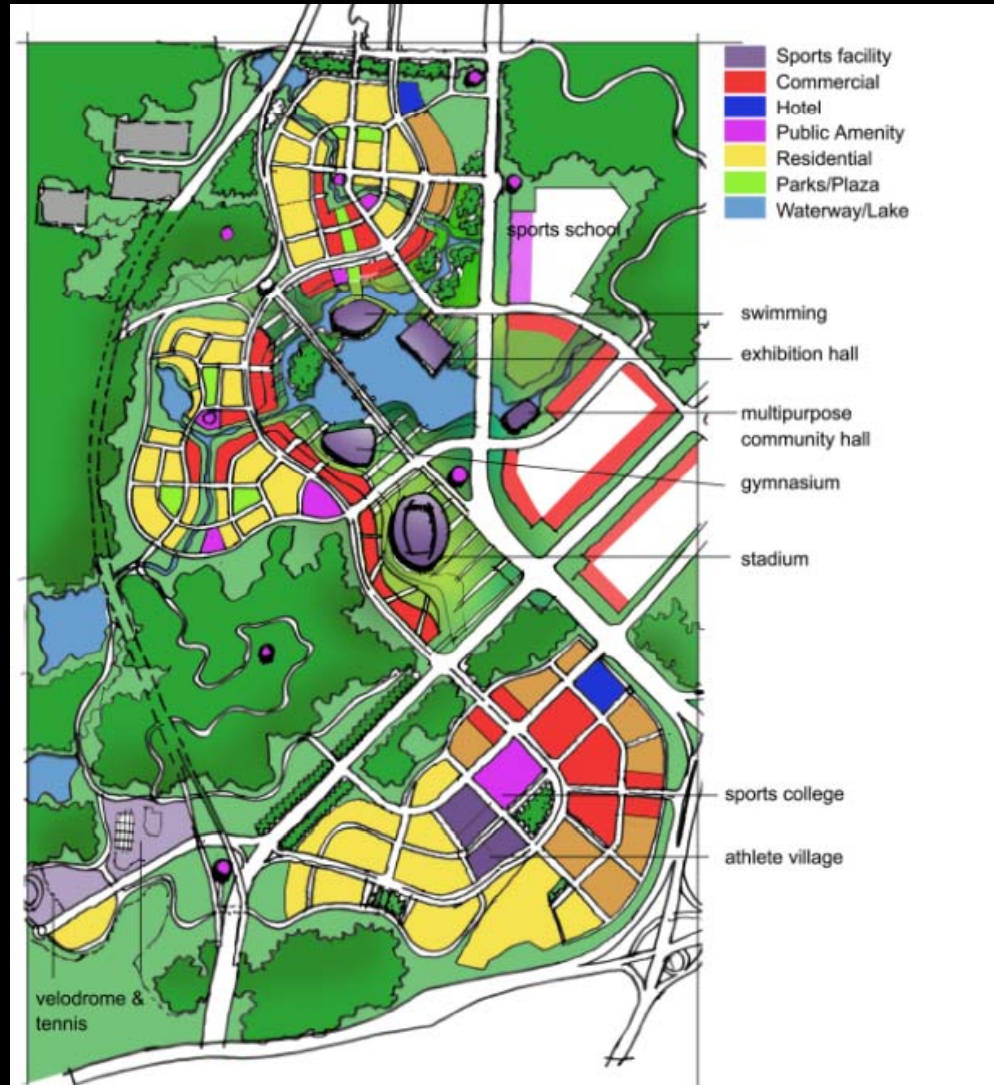 Sports facility
Commercial
Hotel
Public Amenity
Residential
Parks/Plaza
Waterway/Lake
sports school
swimming
exhibition hall
multipurpose
community hall
gymnasium
stadium
sports college
athlete village
velodrome &
tennis